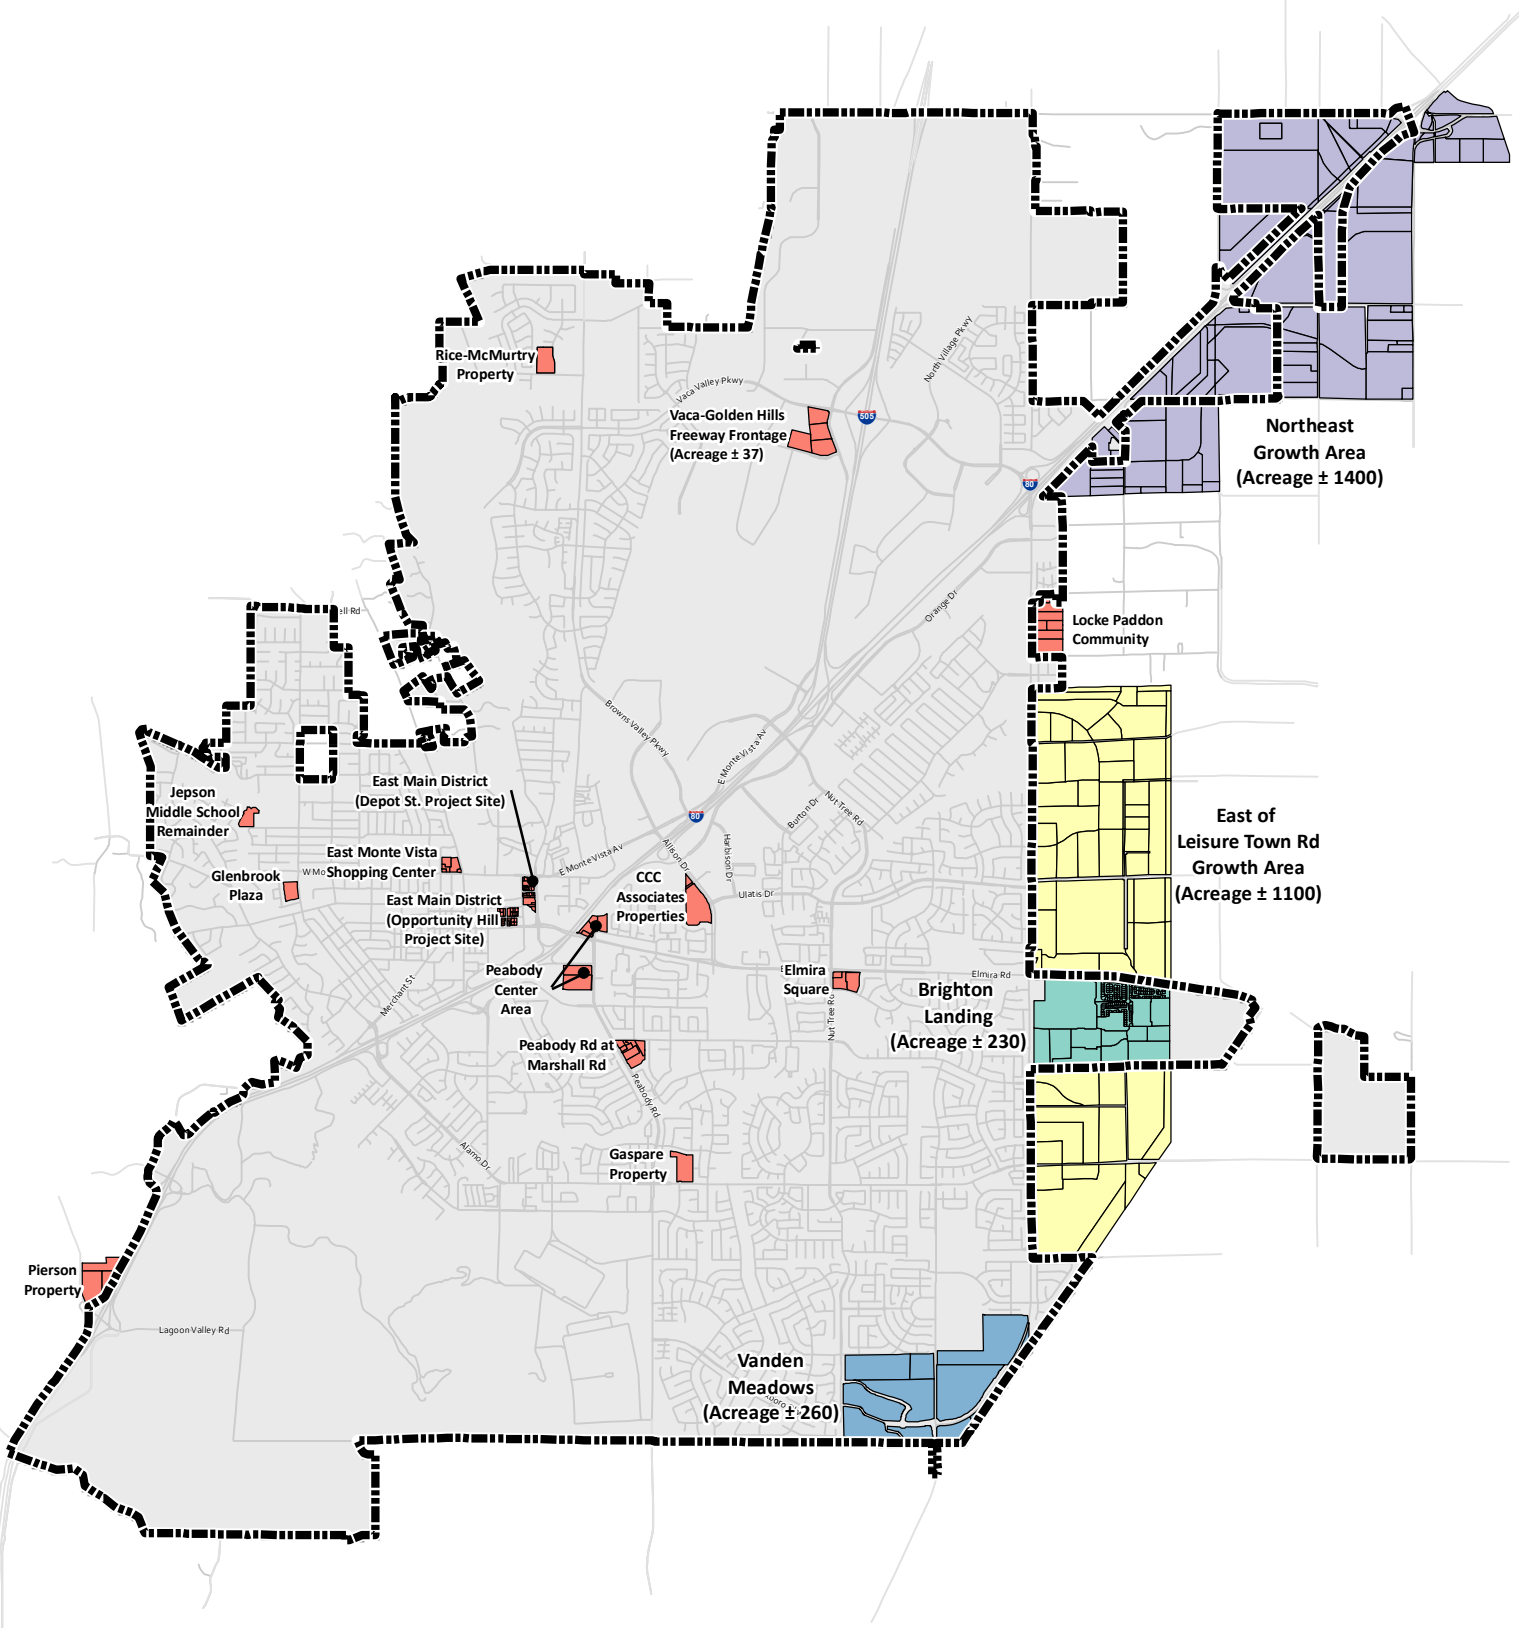 Rice-McMurtry
Property
Vaca Valley Pkwy
North Village Pkwy
Vaca-Golden Hills
Freeway Frontage
(Acreage ± 37)
505
80
Northeast
Growth Area
(Acreage ± 1400)
Orange Dr
Locke Paddon
Community
ell Rd
Browns Valley Pkwy
E Monte Vista Av
East Main District
(Depot St. Project Site)
Jepson
Middle School
Remainder
80
Burton Dr
Nut Tree Rd
East of
Leisure Town Rd
Growth Area
(Acreage ± 1100)
East Monte Vista
Shopping Center
W Mo
E Monte Vista Av
Allison Dr
Harbison Dr
Glenbrook
Plaza
CCC
Associates
Properties
Ulatis Dr
East Main District
(Opportunity Hill
Project Site)
Peabody
Center
Area
Merchant St
Elmira
Square
Elmira Rd
Nut Tree Rd
Brighton
Landing
(Acreage ± 230)
Peabody Rd at
Marshall Rd
Peabody Rd
Alamo Dr
Gaspare
Property
Pierson
Property
Lagoon Valley Rd
Vanden
Meadows
(Acreage ± 260)